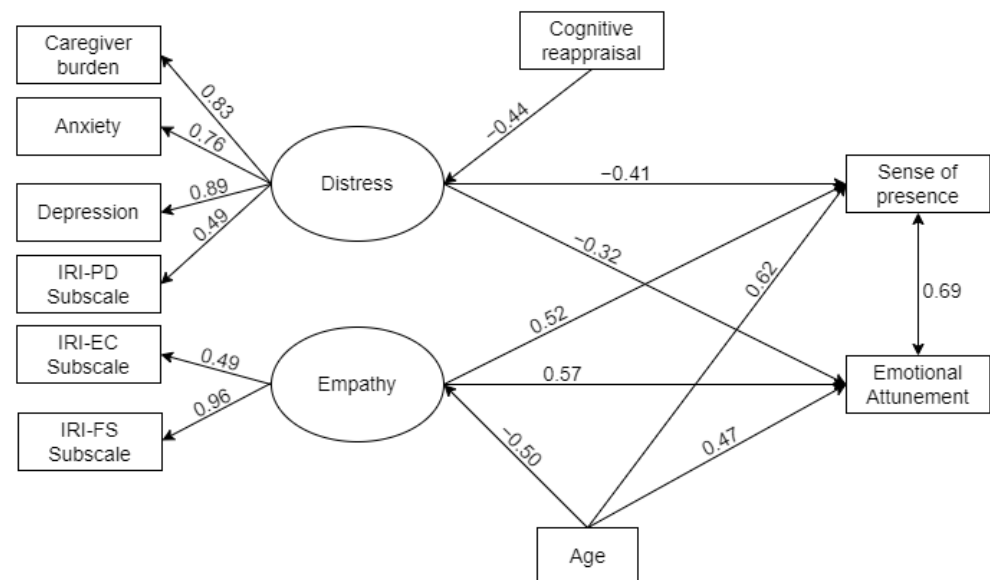 Caregiver
burden
Cognitive
reappraisal
0.83
Anxiety
0.76
−0.44
Distress
−0.41
Sense of
presence
Depression
0.89
0.49
−0.32
0.62
IRI-PD
Subscale
0.69
IRI-EC
Subscale
0.49
0.52
Empathy
0.57
Emotional
Attunement
0.96
IRI-FS
Subscale
−0.50
0.47
Age